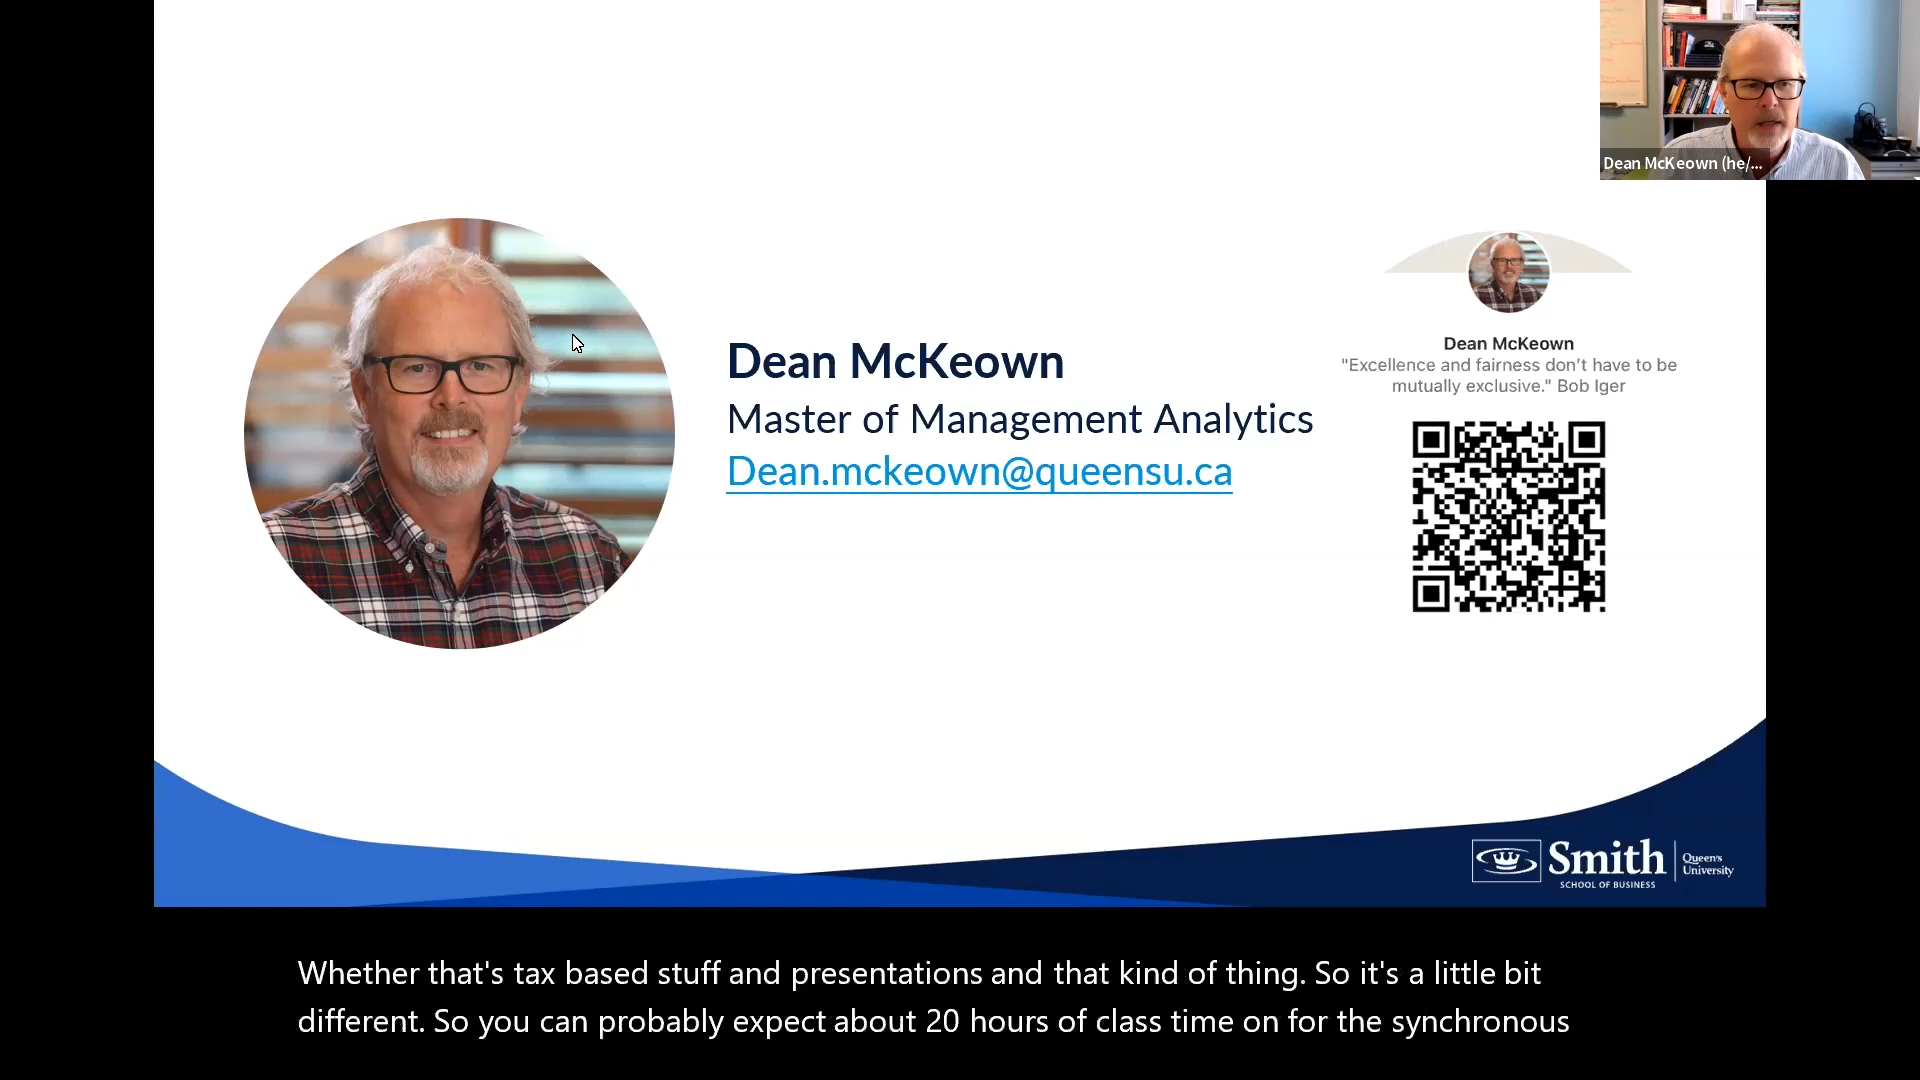 Dean McKeown (he/...
Dean McKeown
"Excellence and fairness don't have to be
mutually exclusive." Bob Iger
Dean McKeown
Master of Management Analytics
Dean.mckeown@queensu.ca
Smith
SCHOOL OF BUSINESS
Queen's
University
Whether that's tax based stuff and presentations and that kind of thing. So it's a little bit
different. So you can probably expect about 20 hours of class time on for the synchronous